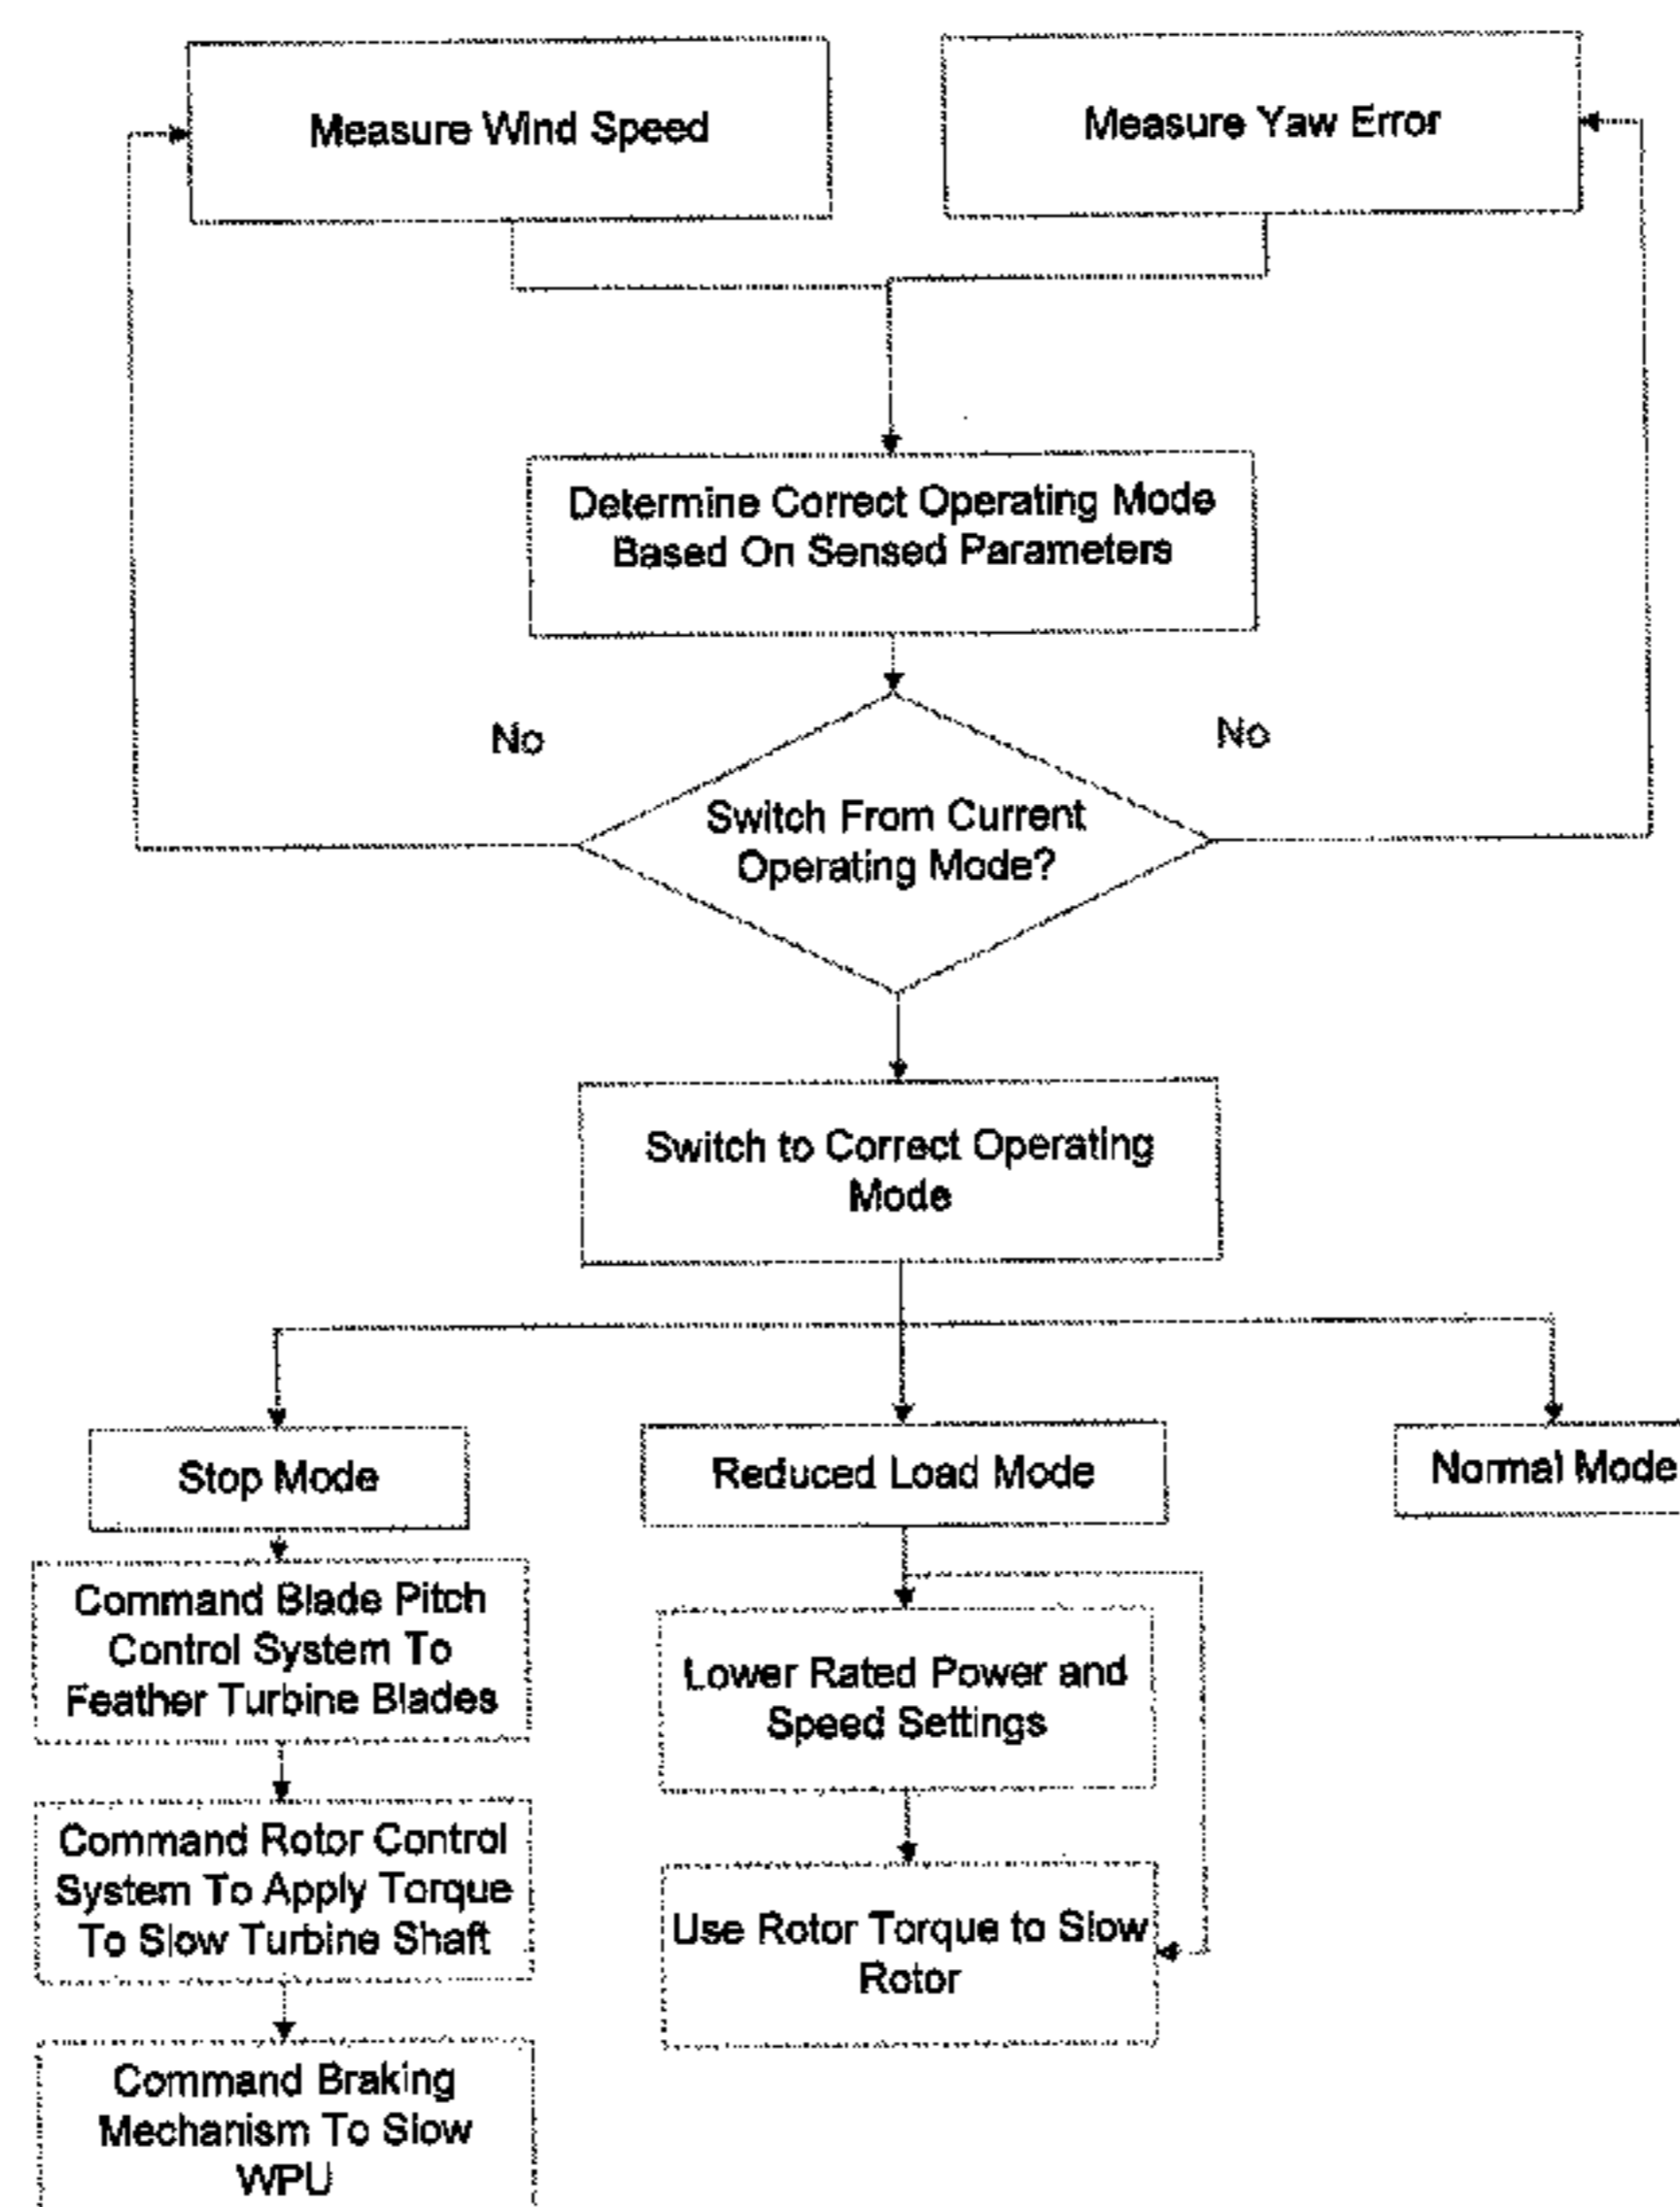 Measure Wind Speed
Measure Yaw Error
Determine Correct Operating Mode
Based On Sensed Parameters
No
No
Switch From Current
Operating Mode?
Switch to Correct Operating
Mode
Stop Mode
Reduced Load Mode
Normal Mode
Command Blade Pitch
Control System To
Feather Turbine Blades
Lower Rated Power and
Speed Settings
Command Rotor Control
System To Apply Torque
To Slow Turbine Shaft
Use Rotor Torque to Slow
Rotor
Command Braking
Mechanism To Slow
WPU